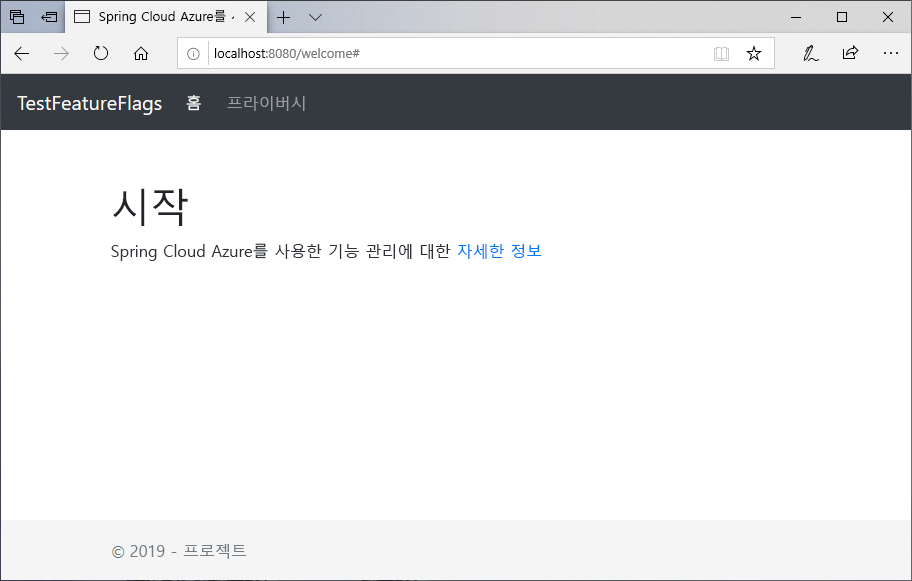 Spring Cloud Azure를
localhost:8080/welcome#
TestFeatureFlags 홈 프라이버시
시작
Spring Cloud Azure를 사용한 기능 관리에 대한 자세한 정보
© 2019 - 프로젝트